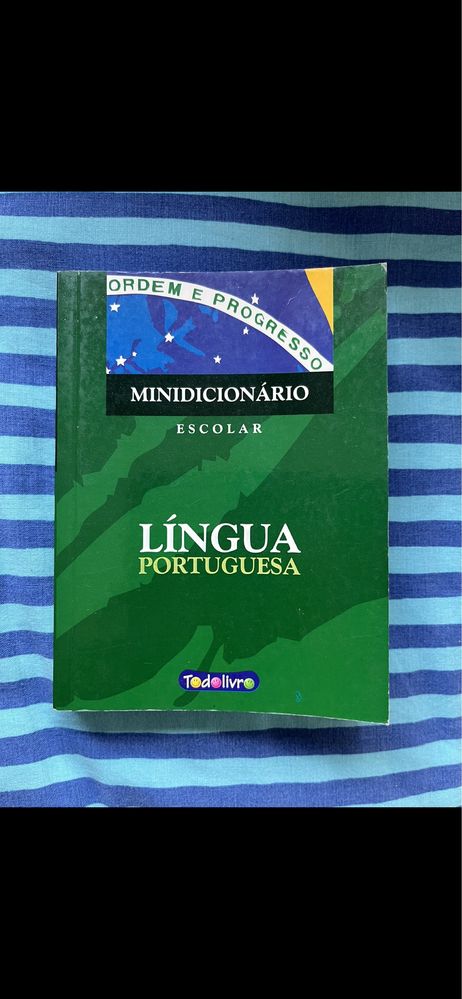 ORDEM E PROGRESSO
MINIDICIONÁRIO
ESCOLAR
LÍNGUA
PORTUGUESA
Todolivro